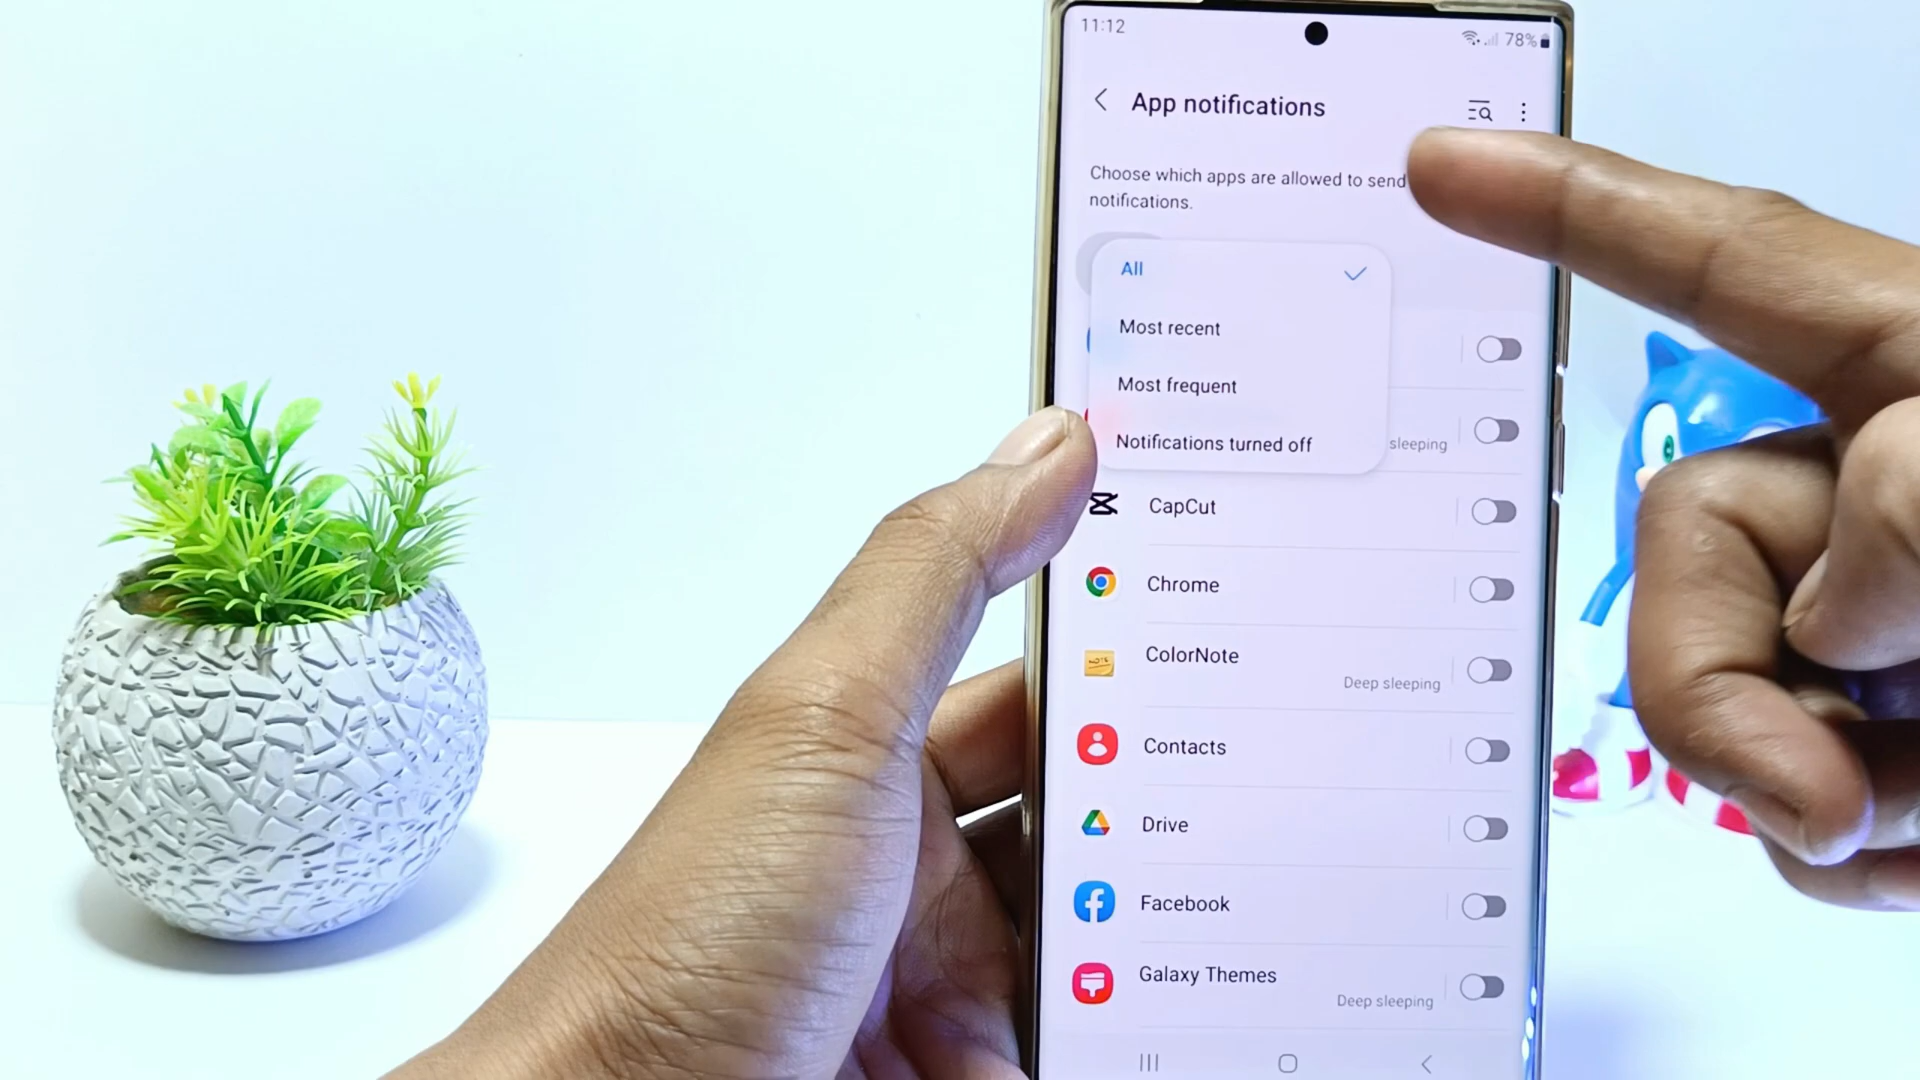 11:12
78%
App notifications
Choose which apps are allowed to send
notifications.
All
Most recent
Most frequent
Notifications turned off
sleeping
CapCut
Chrome
NOTE
ColorNote
Deep sleeping
Contacts
Drive
Facebook
Galaxy Themes
Deep sleeping